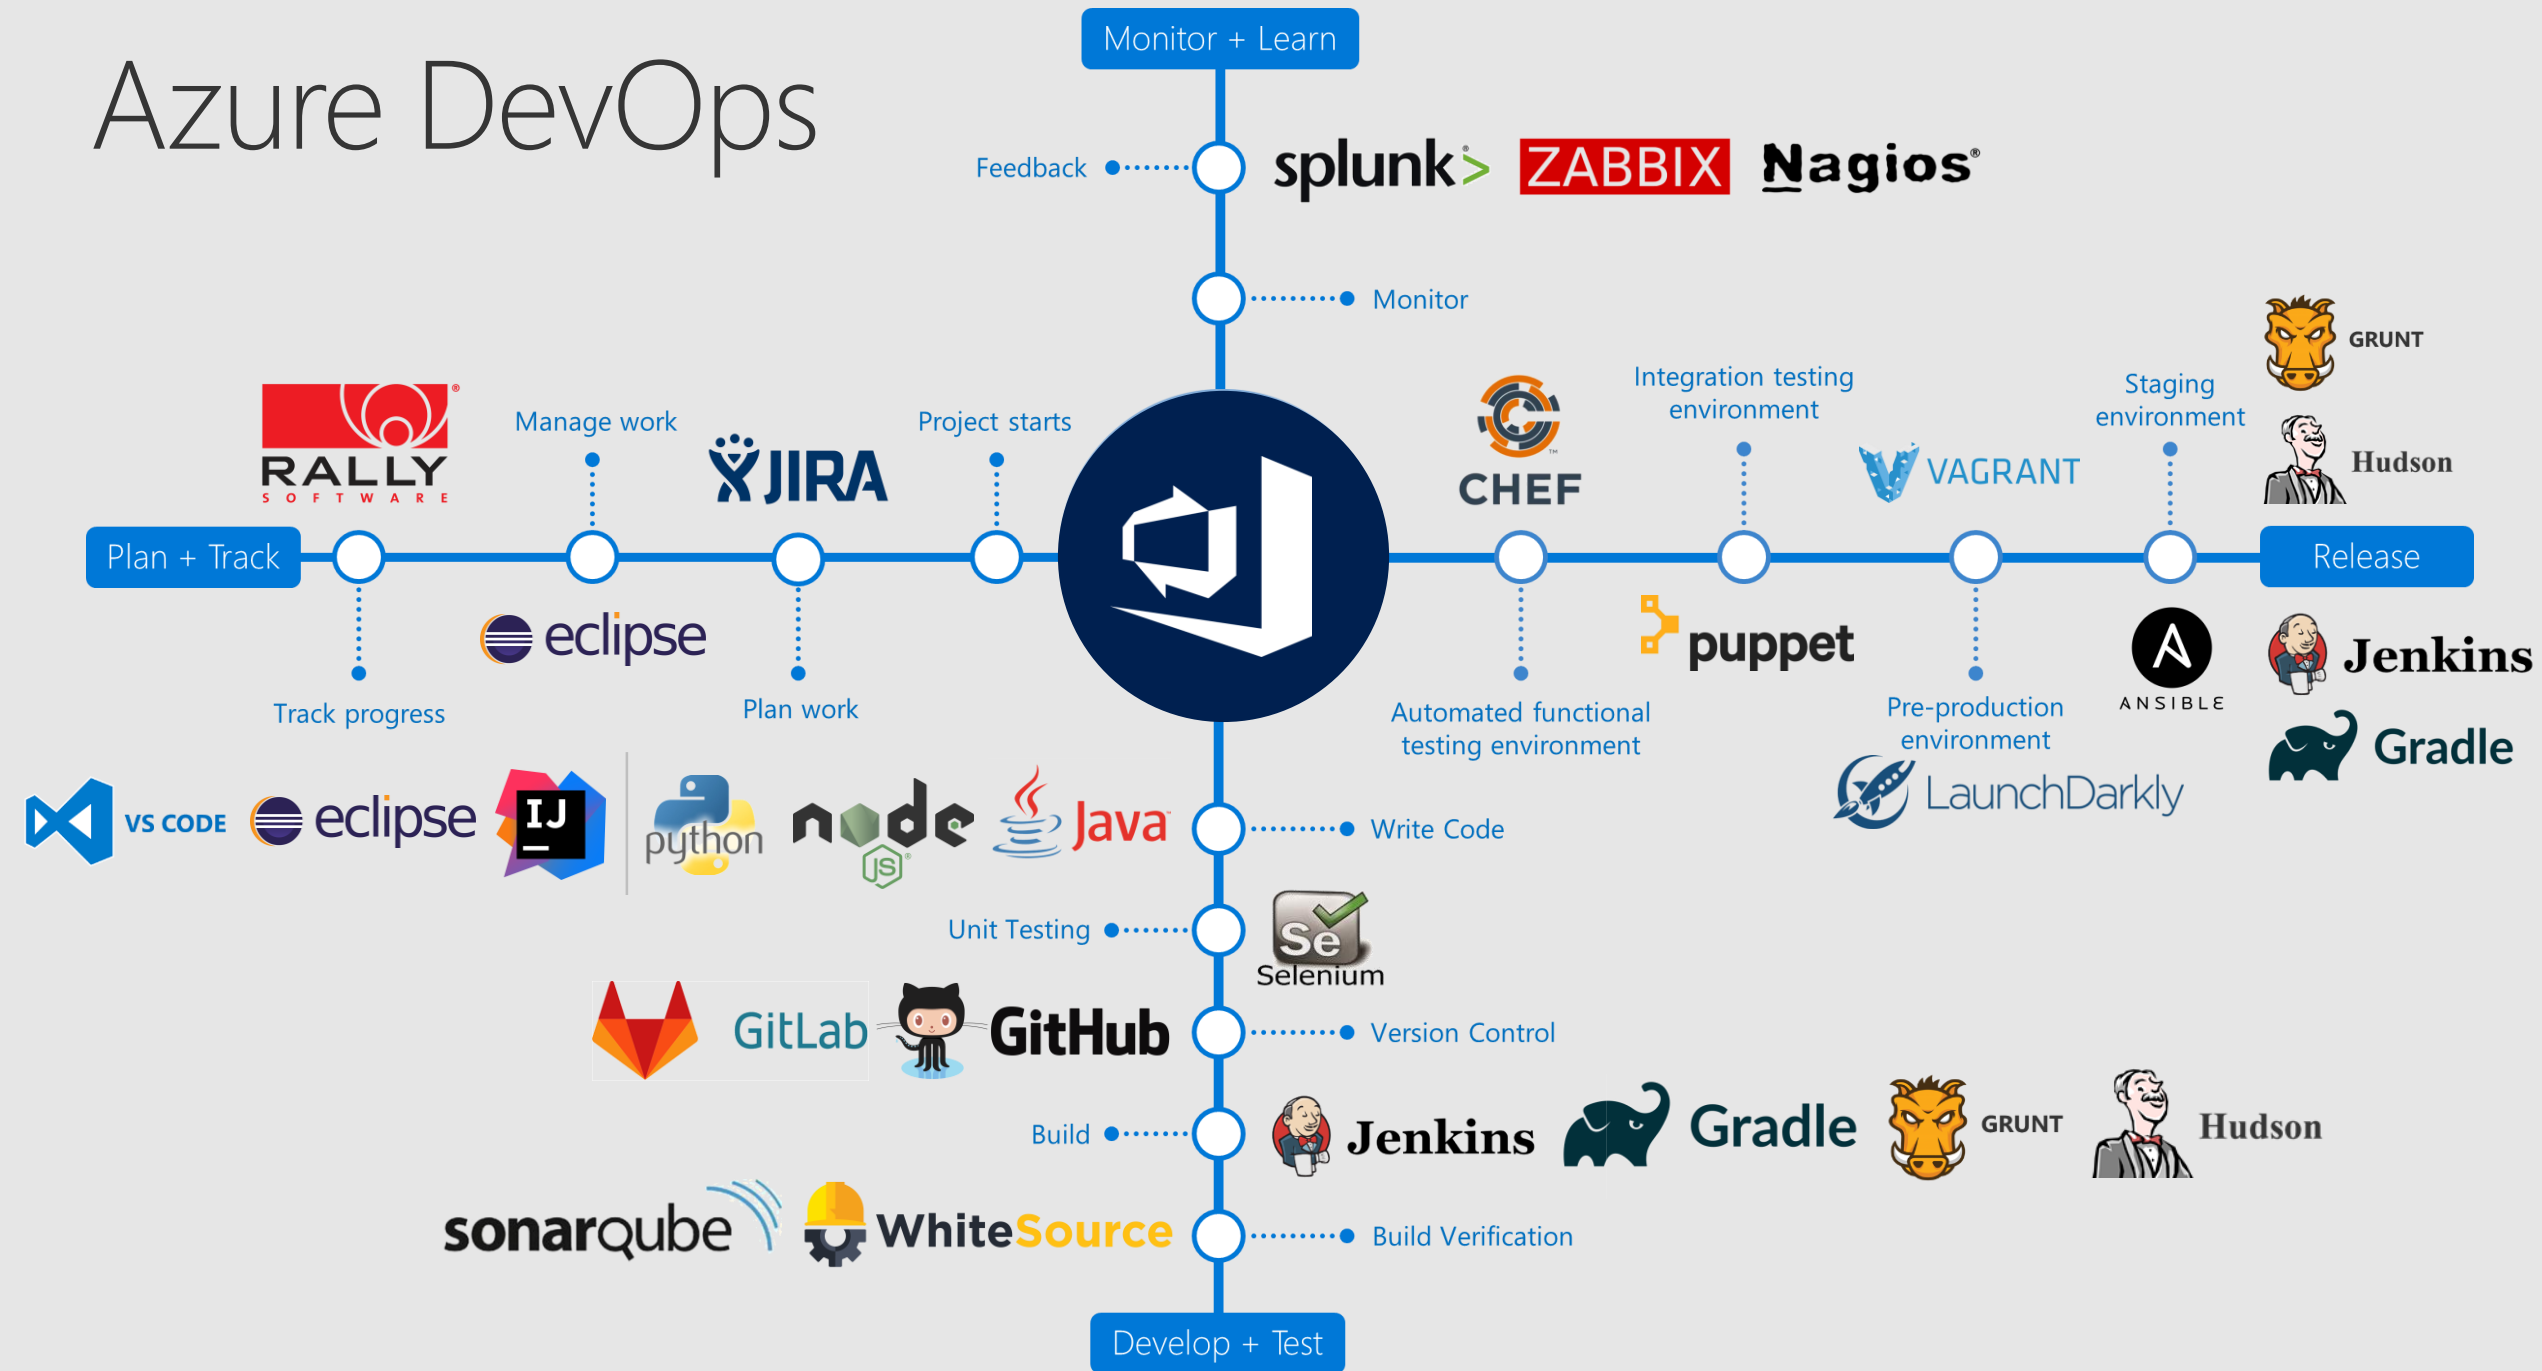 Monitor + Learn
Azure DevOps
Feedback
splunk>®
ZABBIX
Nagios®
Monitor
GRUNT
Integration testing
environment
Staging
environment
RALLY®
SOFTWARE
Manage work
JIRA
Project starts
CHEF™
VAGRANT
Hudson
Plan + Track
Release
eclipse
puppet
ANSIBLE
Jenkins
Track progress
Plan work
Automated functional
testing environment
Pre-production
environment
Gradle
VS CODE
eclipse
IJ
python
node
JS®
Java™
LaunchDarkly
Write Code
Unit Testing
Se
Selenium
GitLab
GitHub
Version Control
Build
Jenkins
Gradle
GRUNT
Hudson
sonarqube
WhiteSource
Build Verification
Develop + Test